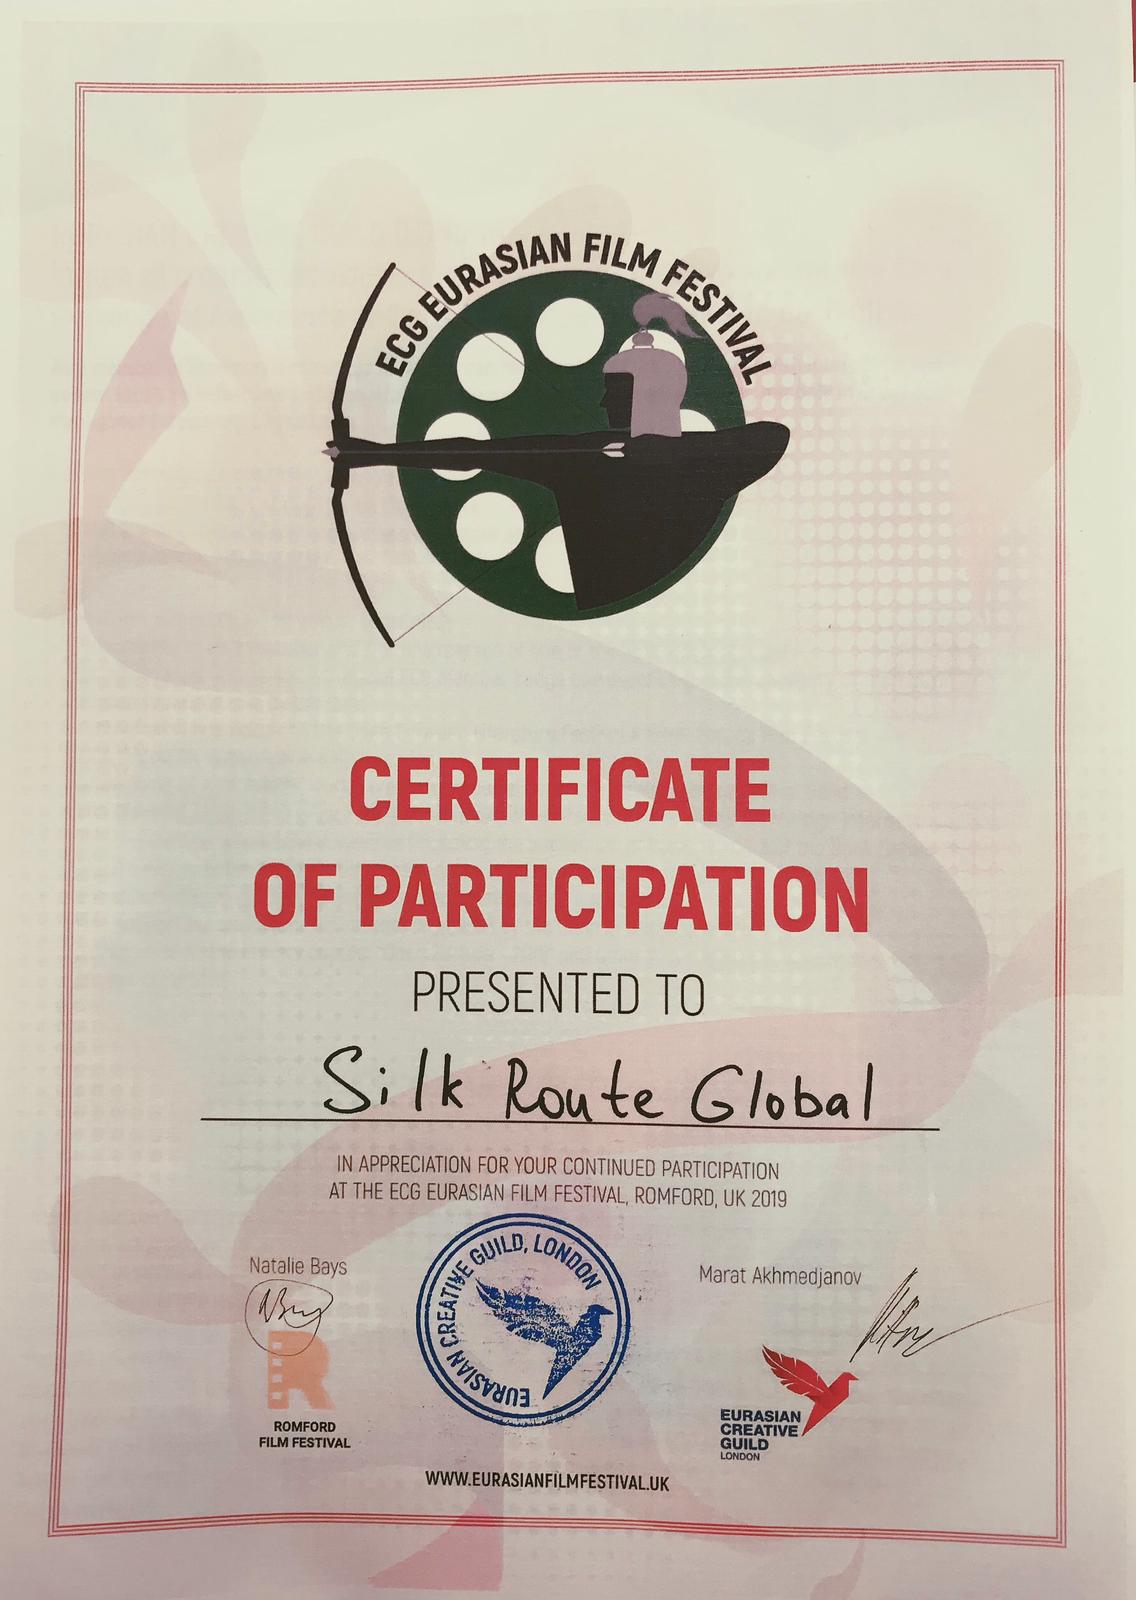 ECG EURASIAN FILM FESTIVAL
CERTIFICATE
OF PARTICIPATION
PRESENTED TO
Silk Route Global
IN APPRECIATION FOR YOUR CONTINUED PARTICIPATION
AT THE ECG EURASIAN FILM FESTIVAL, ROMFORD, UK 2019
Natalie Bays
EURASIAN CREATIVE GUILD, LONDON
Marat Akhmedjanov
R
ROMFORD
FILM FESTIVAL
EURASIAN
CREATIVE
GUILD
LONDON
WWW.EURASIANFILMFESTIVAL.UK